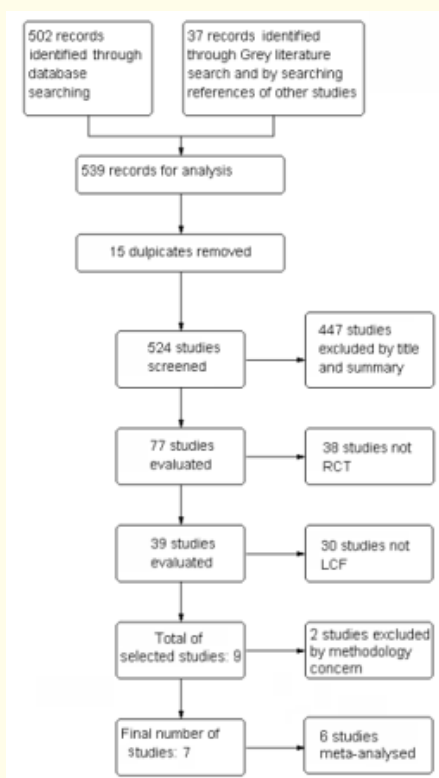 502 records
identified through
database
searching
37 records identified
through Grey literature
search and by searching
references of other studies
539 records for analysis
15 dulpicates removed
524 studies
screened
447 studies
excluded by title
and summary
77 studies
evaluated
38 studies not
RCT
39 studies
evaluated
30 studies not
LCF
Total of
selected studies: 9
2 studies excluded
by methodology
concern
Final number of
studies: 7
6 studies
meta-analysed